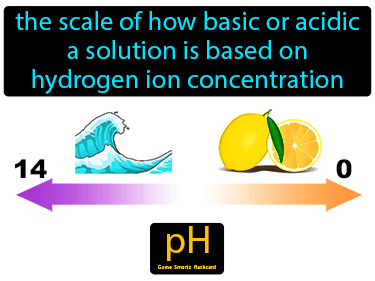 the scale of how basic or acidic
a solution is based on
hydrogen ion concentration
14
0
pH
Game Smartz flashcard